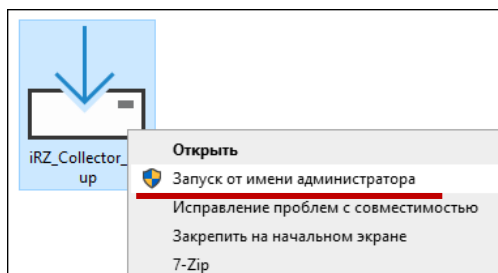 iRZ_Collector_
up
Открыть
Запуск от имени администратора
Исправление проблем с совместимостью
Закрепить на начальном экране
7-Zip